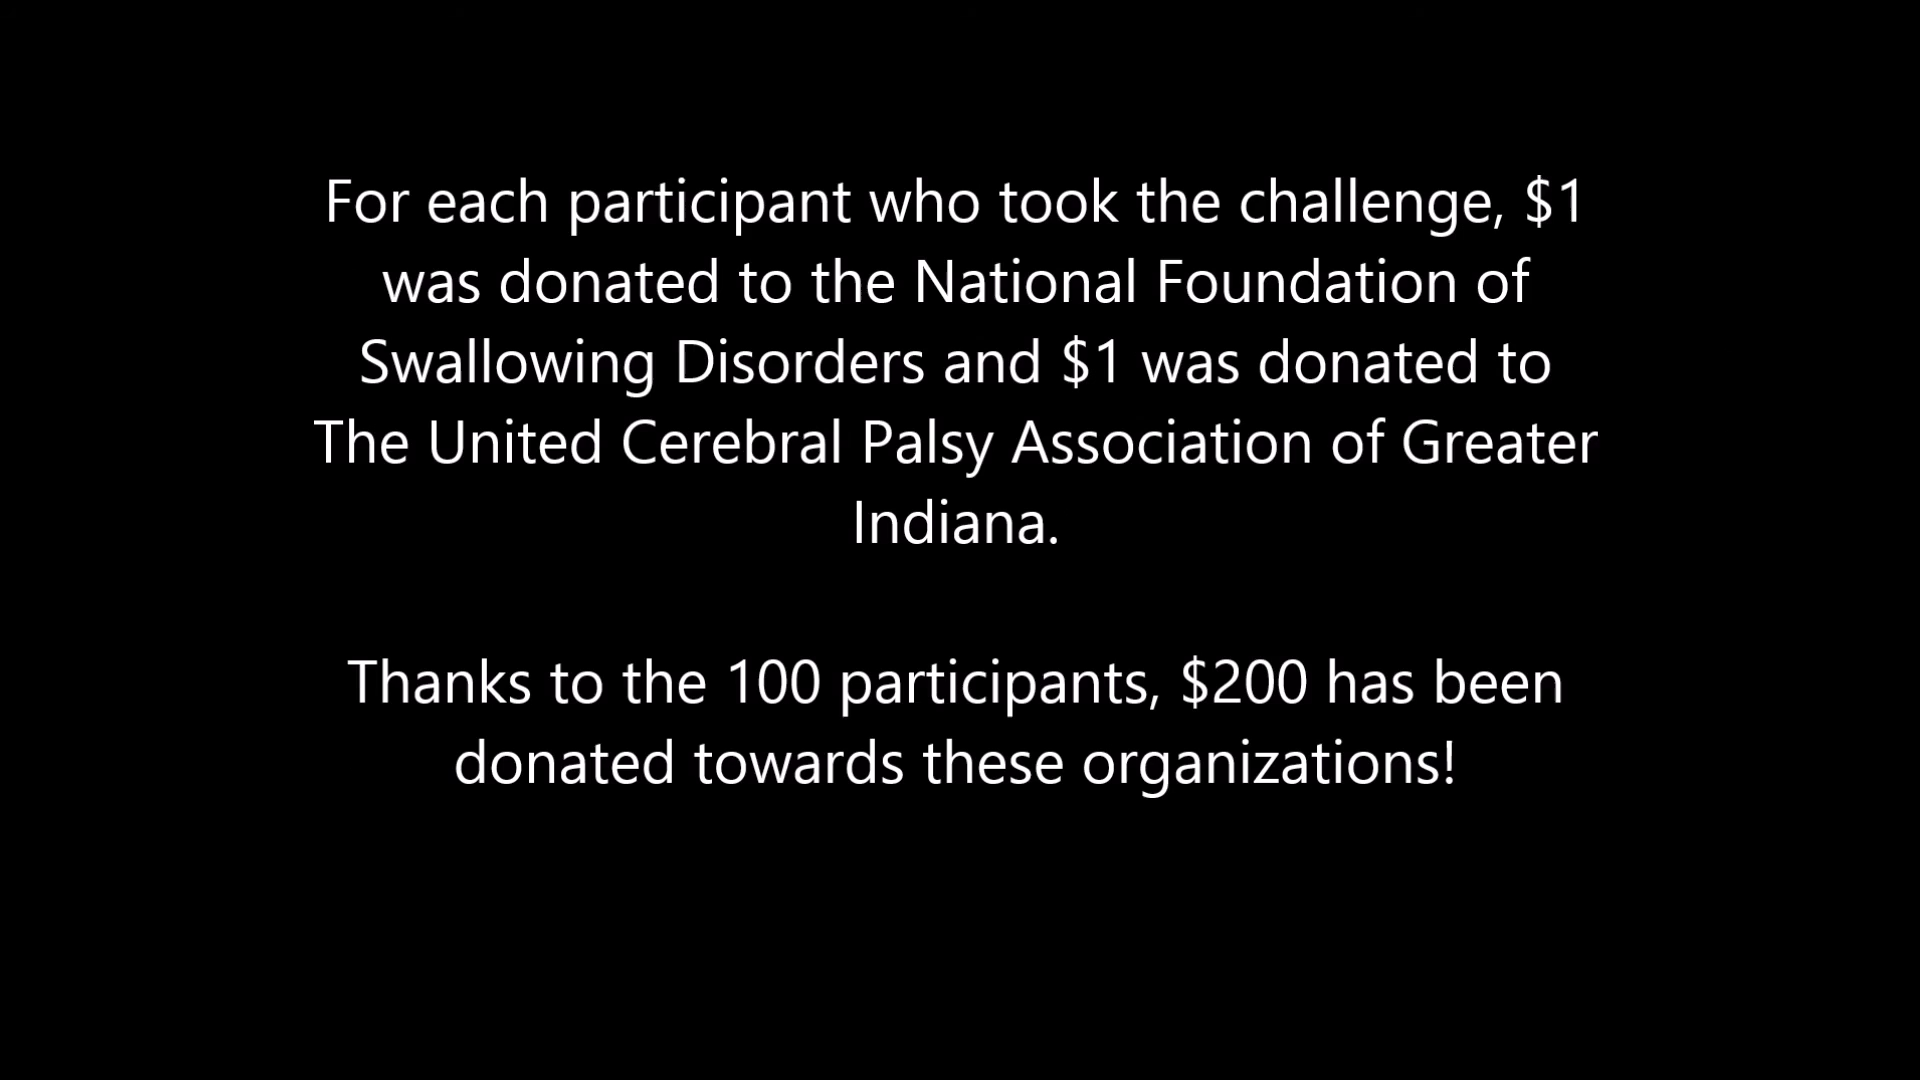 For each participant who took the challenge, $1
was donated to the National Foundation of
Swallowing Disorders and $1 was donated to
The United Cerebral Palsy Association of Greater
Indiana.
Thanks to the 100 participants, $200 has been
donated towards these organizations!